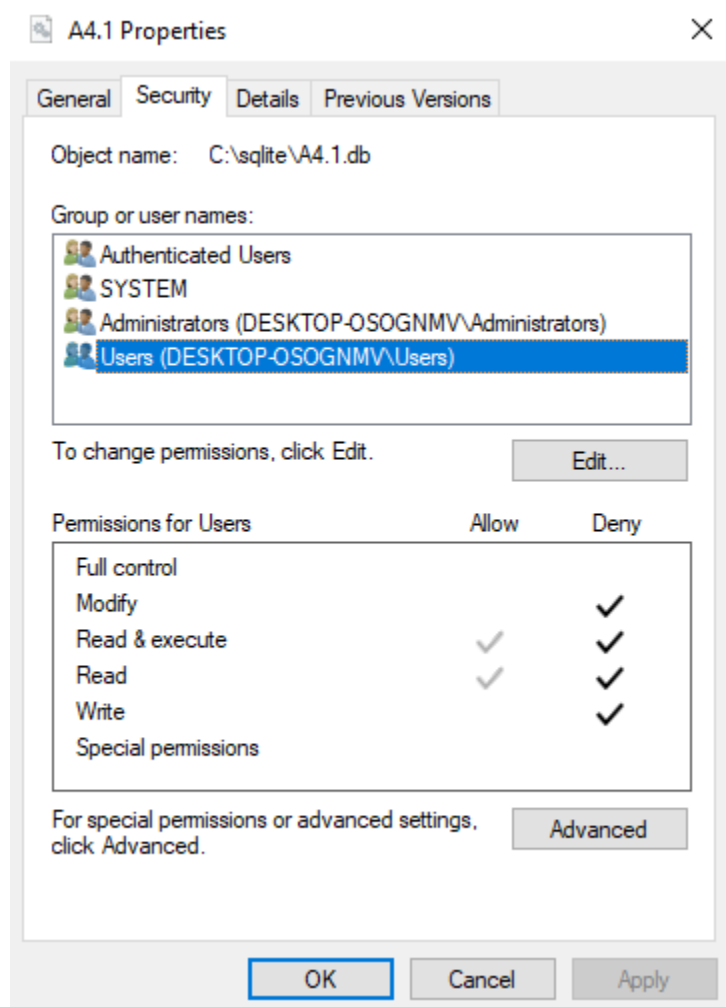 A4.1 Properties
General Security Details Previous Versions
Object name: C:\sqlite\A4.1.db
Group or user names:
Authenticated Users
SYSTEM
Administrators (DESKTOP-OSOGNMV\Administrators)
Users (DESKTOP-OSOGNMV\Users)
To change permissions, click Edit. Edit...
Permissions for Users Allow Deny
Full control
Modify
Read & execute
Read
Write
Special permissions
For special permissions or advanced settings,
click Advanced. Advanced
OK Cancel Apply